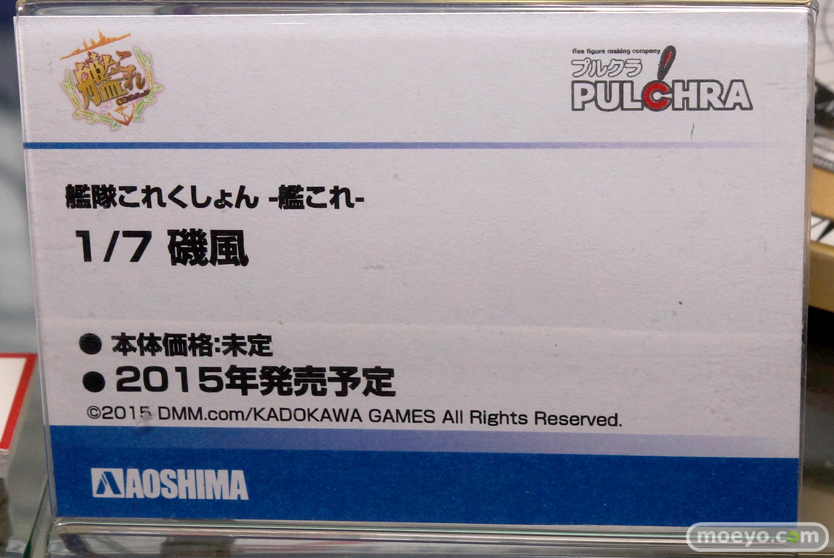 艦これ
fine figure making company
プルクラ
PULCHRA
艦隊これくしょん -艦これ-
1/7 磯風
● 本体価格:未定
● 2015年発売予定
©2015 DMM.com/KADOKAWA GAMES All Rights Reserved.
AOSHIMA
moeyo.com